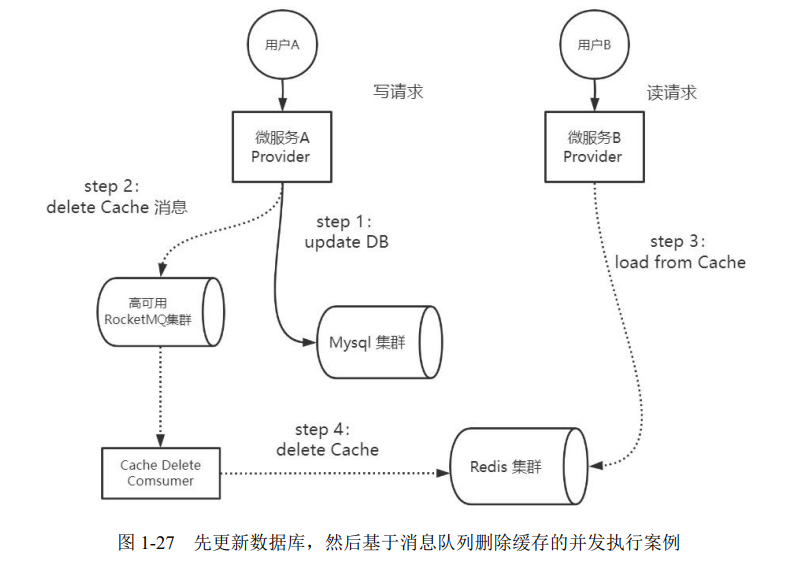 用户A
用户B
写请求
读请求
微服务A
Provider
微服务B
Provider
step 2:
delete Cache 消息
step 1:
update DB
step 3:
load from Cache
高可用
RocketMQ集群
Mysql 集群
step 4:
delete Cache
Cache Delete
Comsumer
Redis 集群
图 1-27 先更新数据库，然后基于消息队列删除缓存的并发执行案例